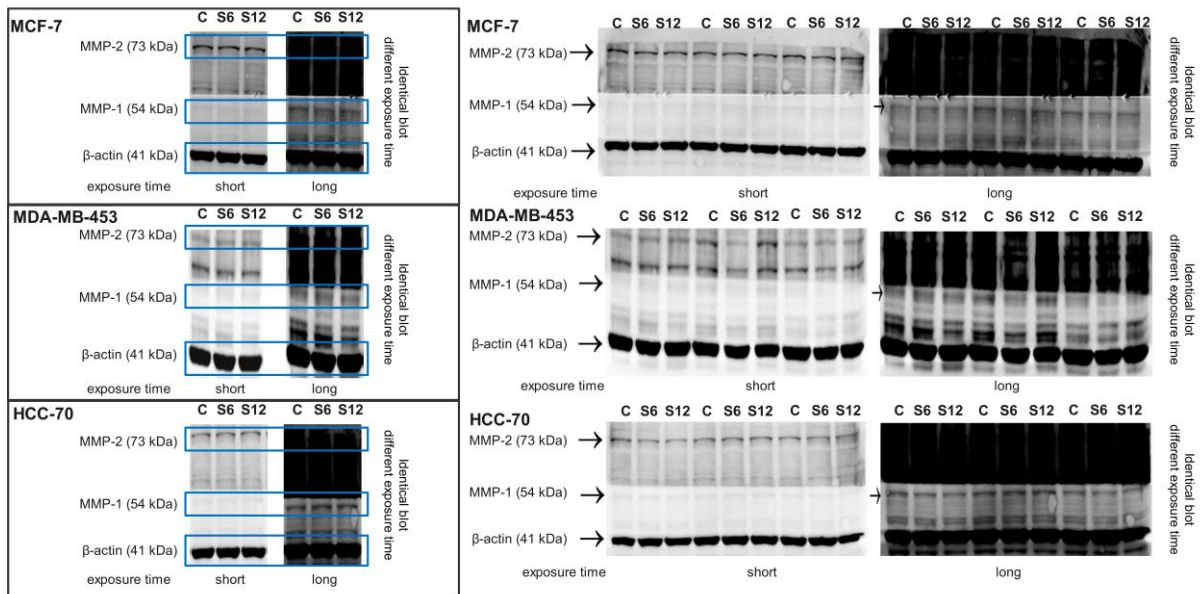 MCF-7
C S6 S12 C S6 S12
MMP-2 (73 kDa)
MMP-1 (54 kDa)
β-actin (41 kDa)
exposure time short long
Identical blot
different exposure time
MDA-MB-453
C S6 S12 C S6 S12
MMP-2 (73 kDa)
MMP-1 (54 kDa)
β-actin (41 kDa)
exposure time short long
Identical blot
different exposure time
HCC-70
C S6 S12 C S6 S12
MMP-2 (73 kDa)
MMP-1 (54 kDa)
β-actin (41 kDa)
exposure time short long
Identical blot
different exposure time
MCF-7
C S6 S12 C S6 S12 C S6 S12 C S6 S12 C S6 S12 C S6 S12
MMP-2 (73 kDa)
MMP-1 (54 kDa)
β-actin (41 kDa)
exposure time short long
Identical blot
different exposure time
MDA-MB-453
C S6 S12 C S6 S12 C S6 S12 C S6 S12 C S6 S12 C S6 S12
MMP-2 (73 kDa)
MMP-1 (54 kDa)
β-actin (41 kDa)
exposure time short long
Identical blot
different exposure time
HCC-70
C S6 S12 C S6 S12 C S6 S12 C S6 S12 C S6 S12 C S6 S12
MMP-2 (73 kDa)
MMP-1 (54 kDa)
β-actin (41 kDa)
exposure time short long
Identical blot
different exposure time